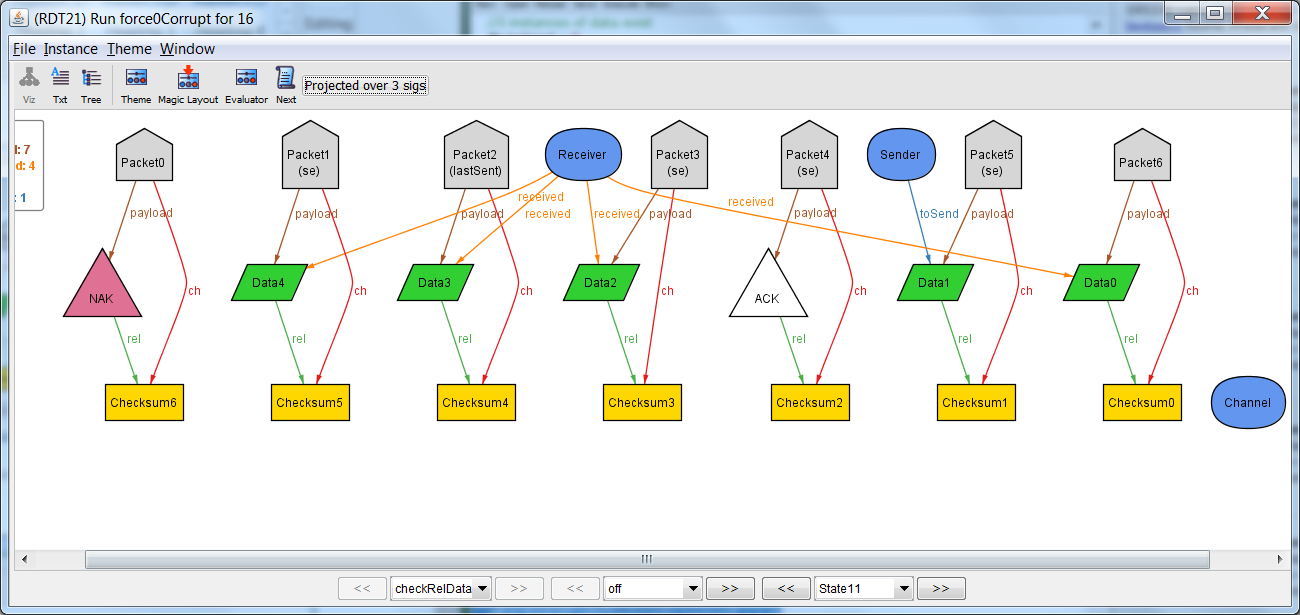 (RDT21) Run force0Corrupt for 16
File Instance Theme Window
Viz Txt Tree Theme Magic Layout Evaluator Next Projected over 3 sigs
l: 7
d: 4
: 1
Packet0
Packet1
(se)
Packet2
(lastSent)
Receiver
Packet3
(se)
Packet4
(se)
Sender
Packet5
(se)
Packet6
payload payload payload received received received payload received payload toSend payload payload
NAK Data4 Data3 Data2 ACK Data1 Data0
ch ch ch ch ch ch ch
rel rel rel rel rel rel rel
Checksum6 Checksum5 Checksum4 Checksum3 Checksum2 Checksum1 Checksum0 Channel
<< checkRelData >> << off >> << State11 >>